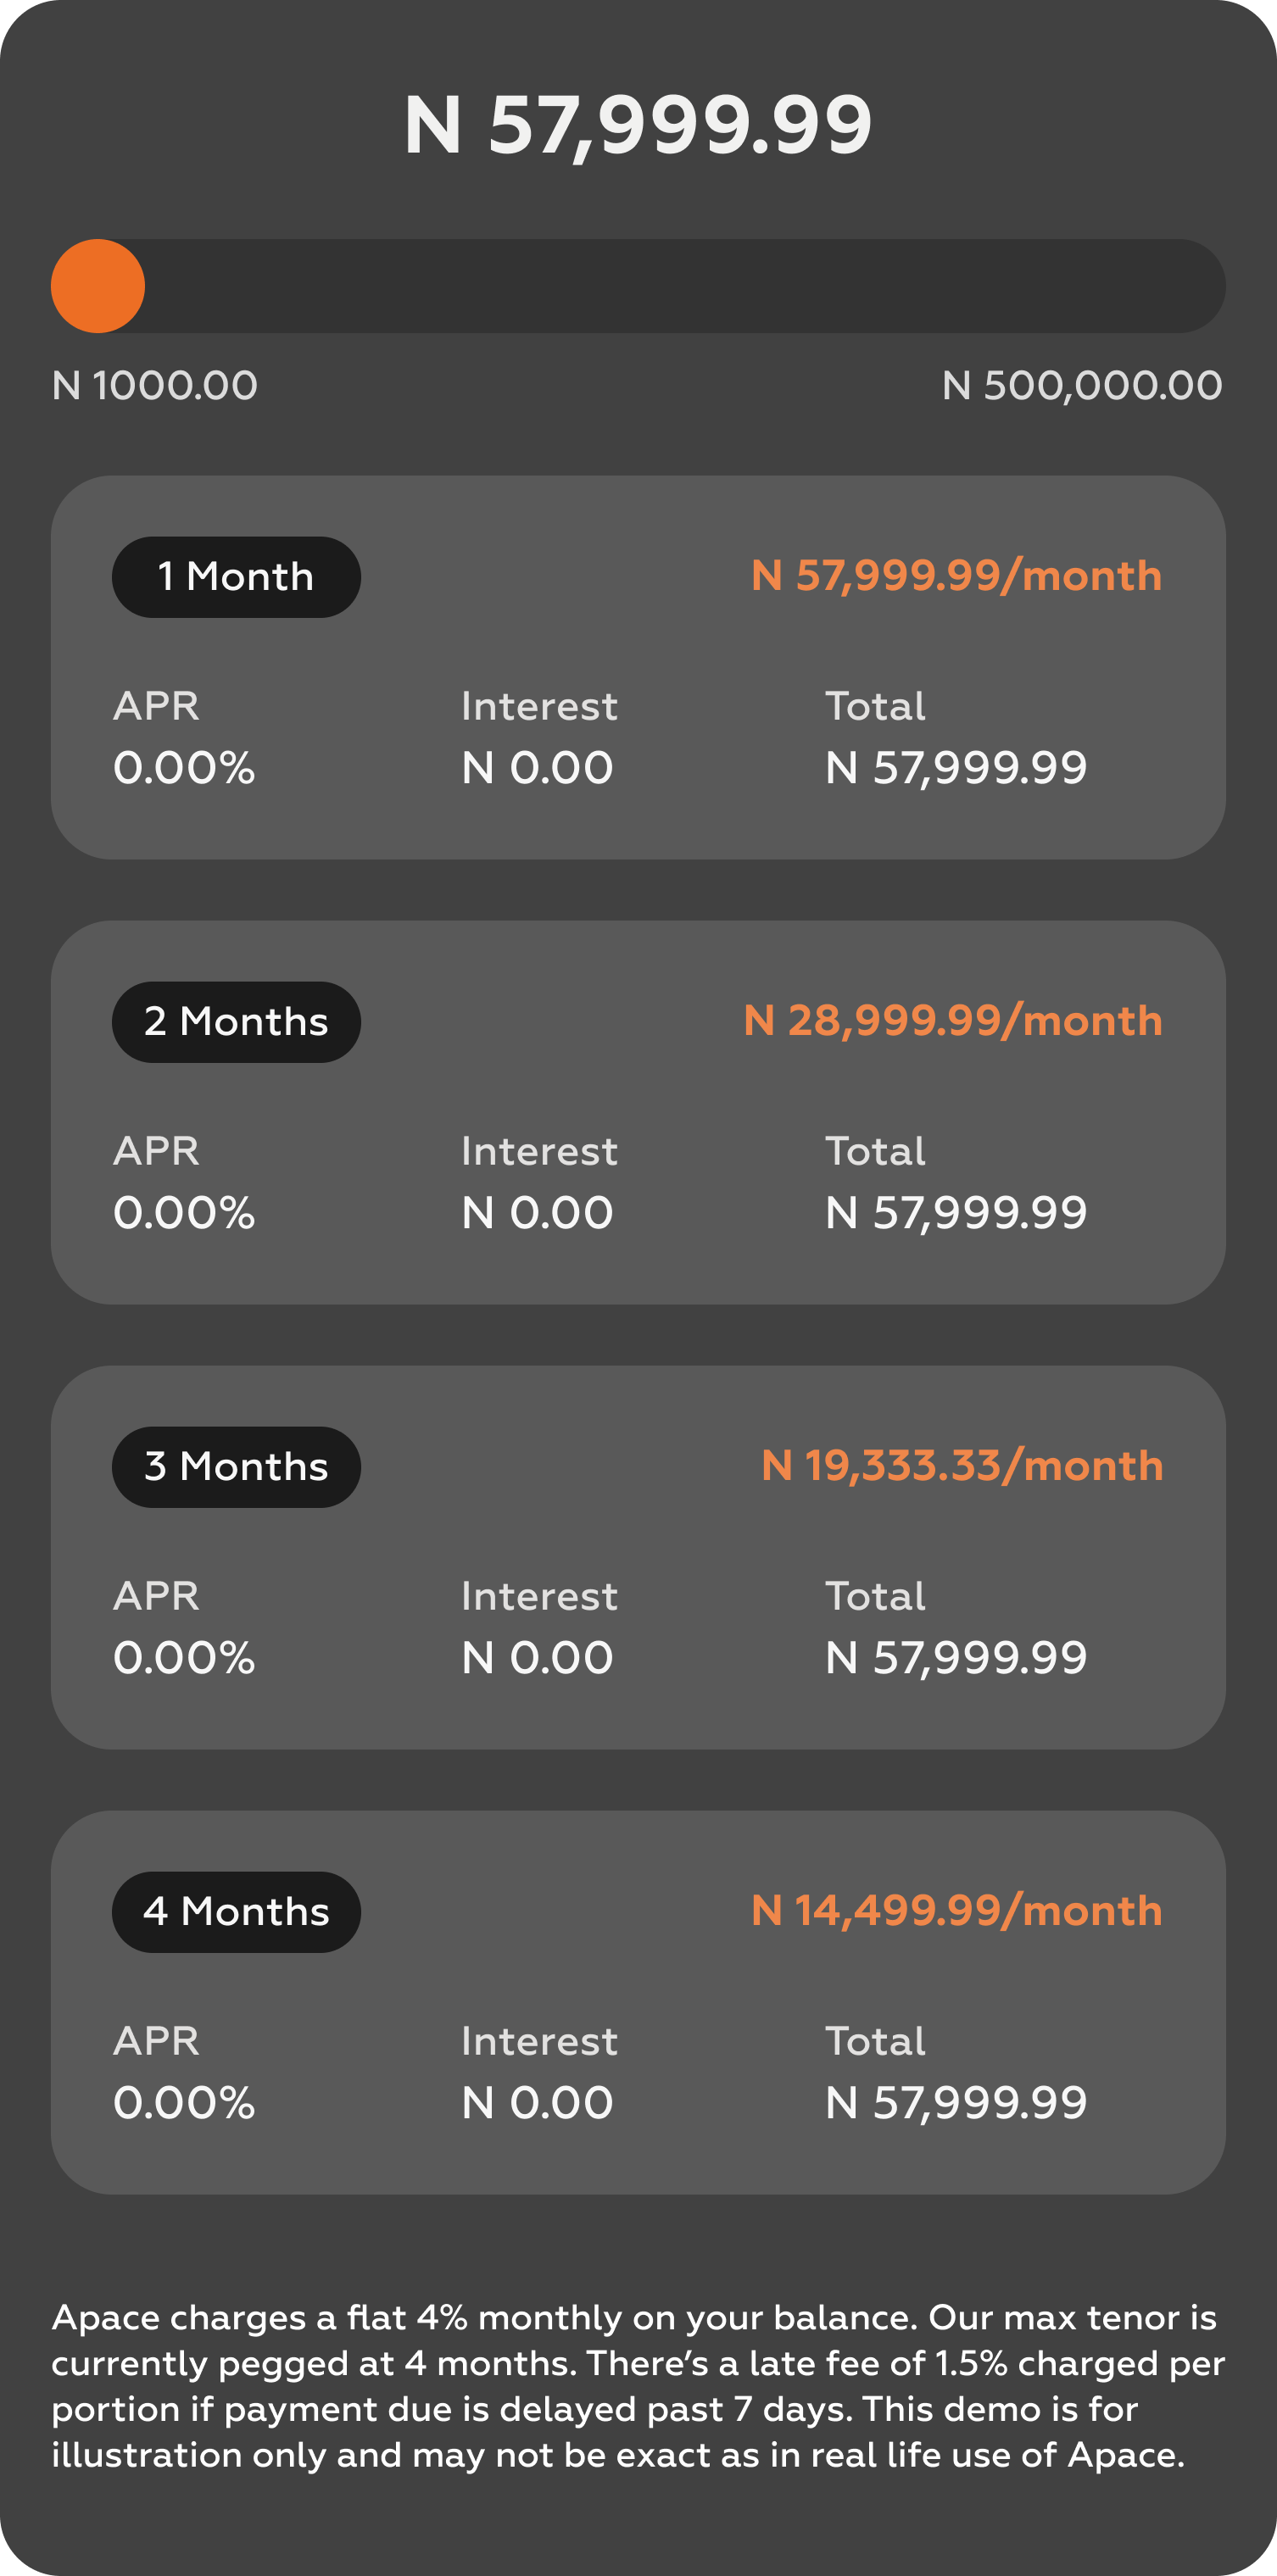 N 57,999.99
N 1000.00 N 500,000.00
1 Month N 57,999.99/month
APR Interest Total
0.00% N 0.00 N 57,999.99
2 Months N 28,999.99/month
APR Interest Total
0.00% N 0.00 N 57,999.99
3 Months N 19,333.33/month
APR Interest Total
0.00% N 0.00 N 57,999.99
4 Months N 14,499.99/month
APR Interest Total
0.00% N 0.00 N 57,999.99
Apace charges a flat 4% monthly on your balance. Our max tenor is
currently pegged at 4 months. There’s a late fee of 1.5% charged per
portion if payment due is delayed past 7 days. This demo is for
illustration only and may not be exact as in real life use of Apace.